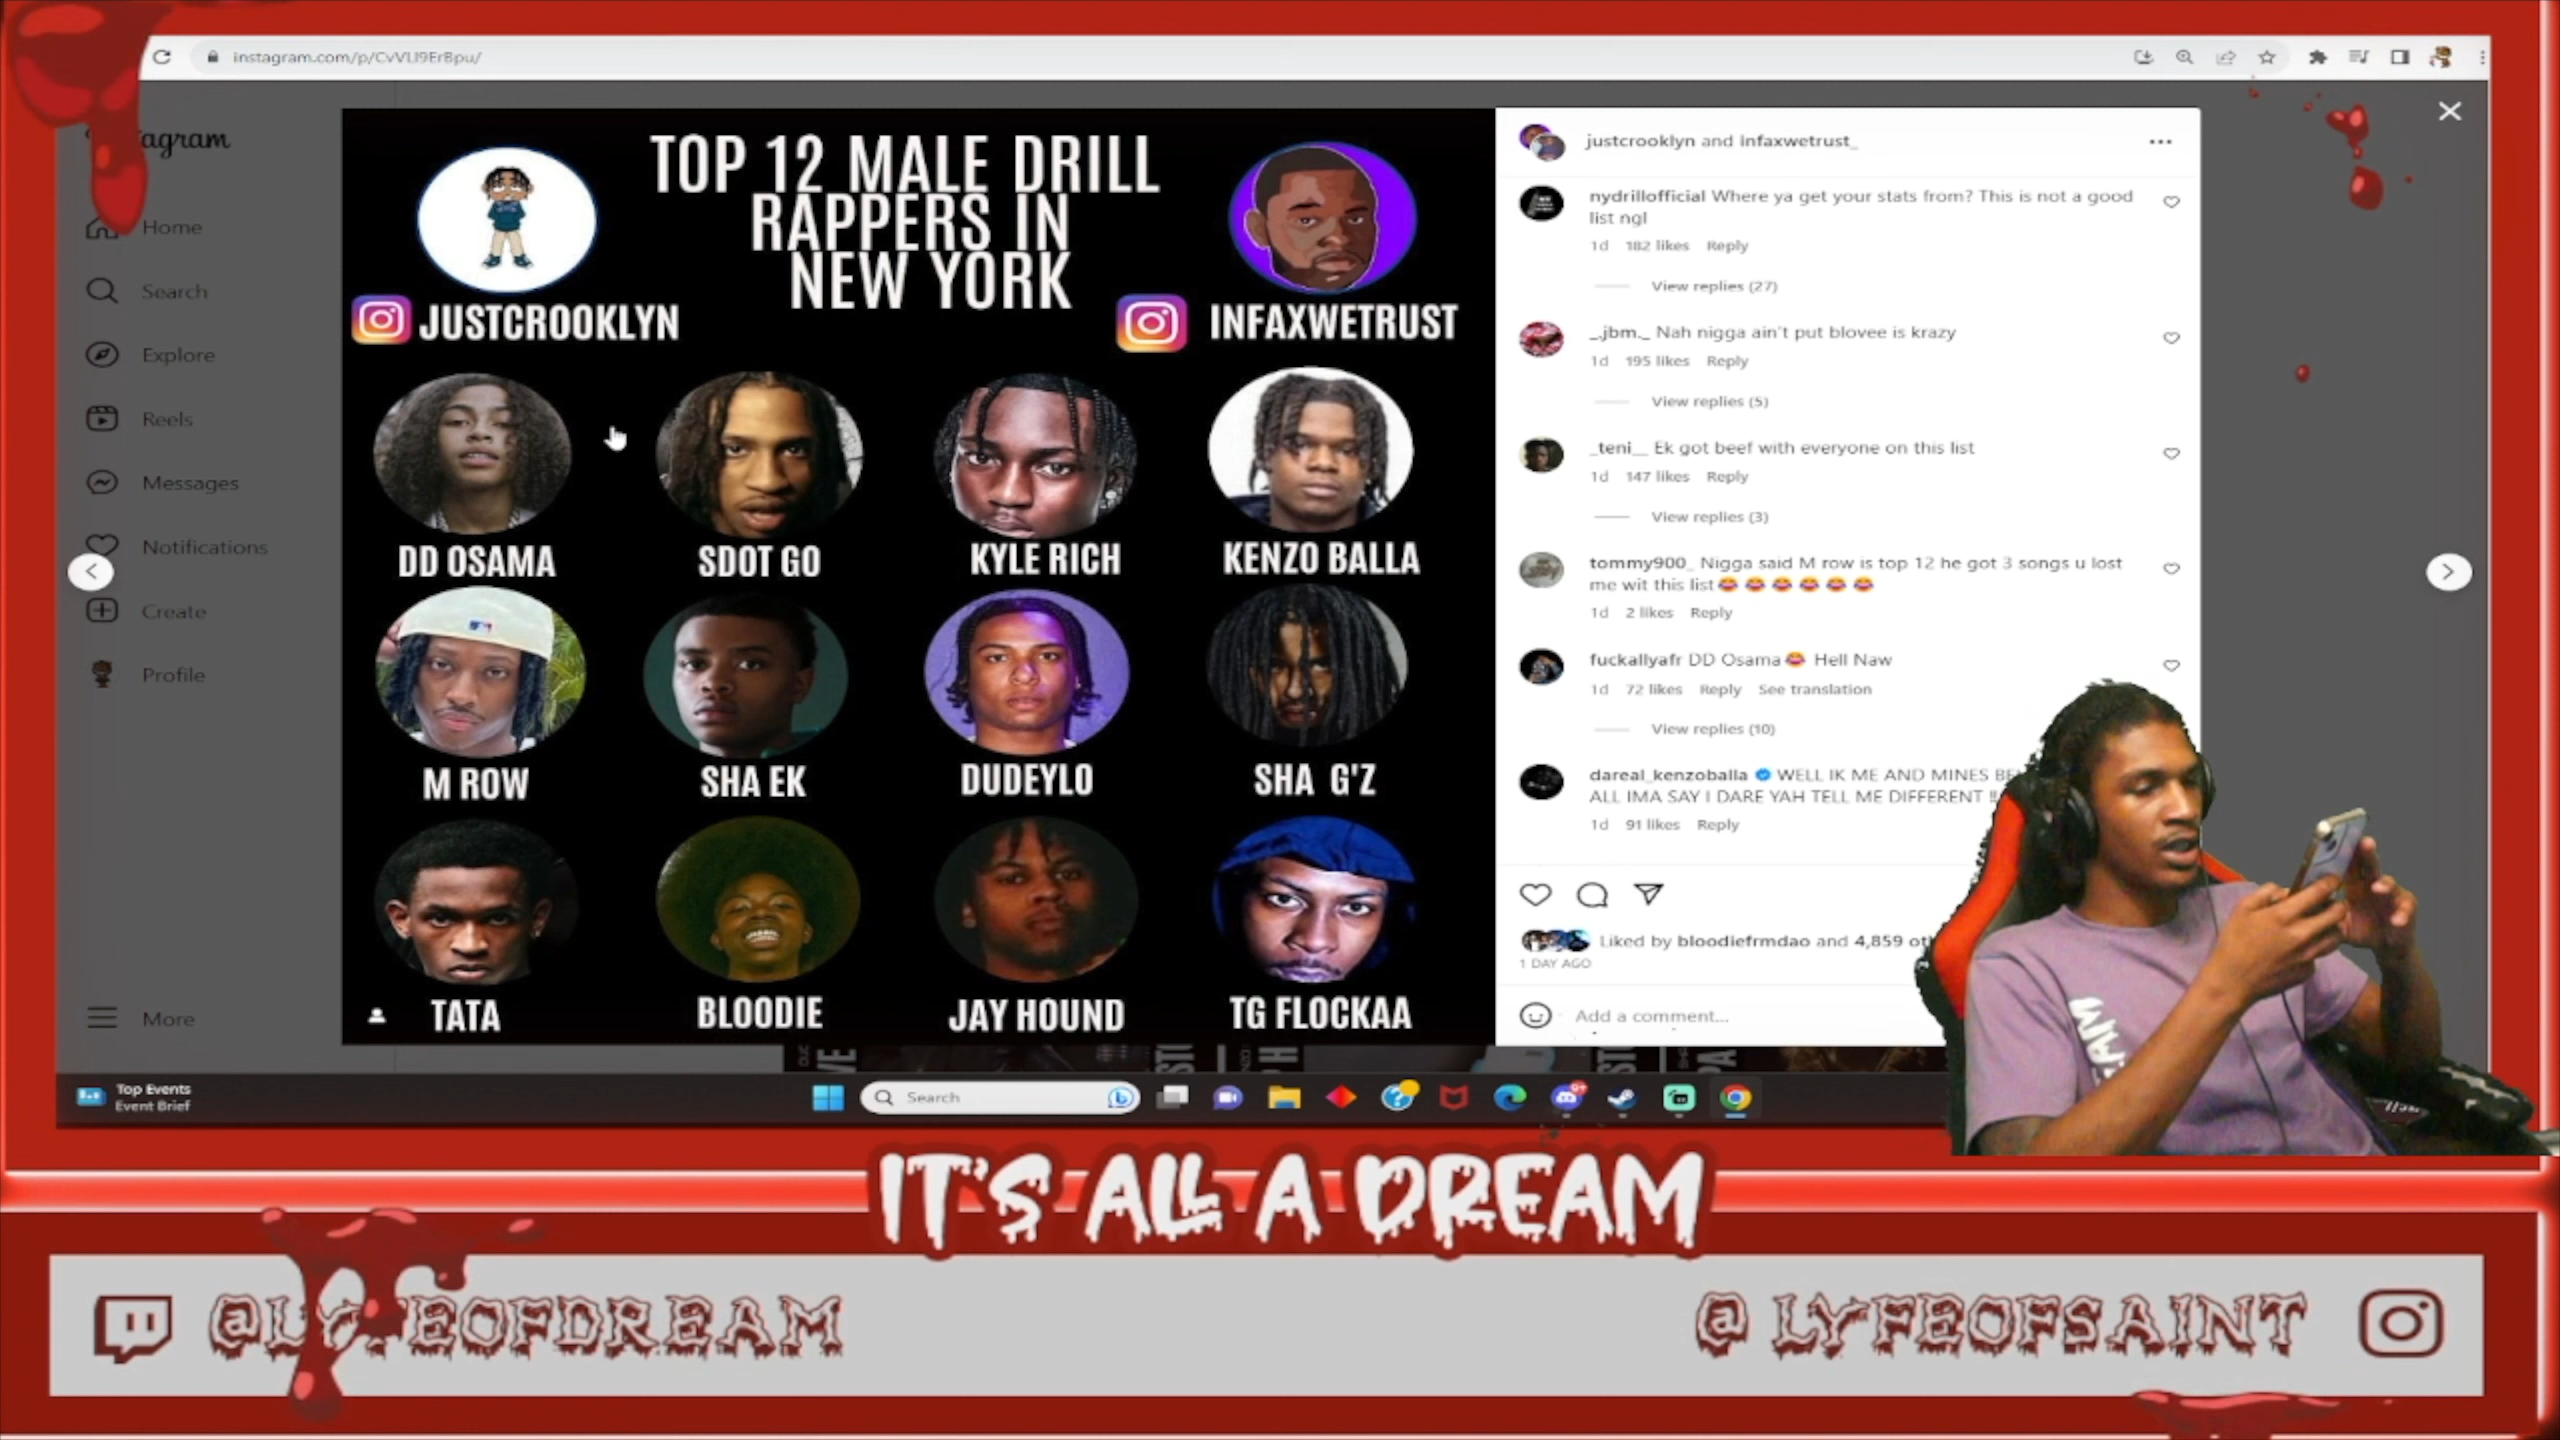 instagram.com/p/CvVLl9ErBpu/
agram
Home
Search
Explore
Reels
Messages
Notifications
Create
Profile
More
TOP 12 MALE DRILL
RAPPERS IN
NEW YORK
JUSTCROOKLYN
INFAXWETRUST
DD OSAMA
SDOT GO
KYLE RICH
KENZO BALLA
M ROW
SHA EK
DUDEYLO
SHA G'Z
TATA
BLOODIE
JAY HOUND
TG FLOCKAA
justcrooklyn and infaxwetrust_
nydrillofficial Where ya get your stats from? This is not a good
list ngl
1d 182 likes Reply
View replies (27)
_.jbm._ Nah nigga ain't put blovee is krazy
1d 195 likes Reply
View replies (5)
_teni__ Ek got beef with everyone on this list
1d 147 likes Reply
View replies (3)
tommy900_ Nigga said M row is top 12 he got 3 songs u lost
me wit this list😂😂😂😂😂😂
1d 2 likes Reply
fuckallyafr DD Osama😂 Hell Naw
1d 72 likes Reply See translation
View replies (10)
dareal_kenzoballa WELL IK ME AND MINES
ALL IMA SAY I DARE YAH TELL ME DIFFERENT ‼
1d 91 likes Reply
Liked by bloodiefrmdao and 4,859
1 DAY AGO
Add a comment...
Top Events
Event Brief
Search
IT'S ALL A DREAM
@LYFEOFDREAM
@ LYFEOFSAINT